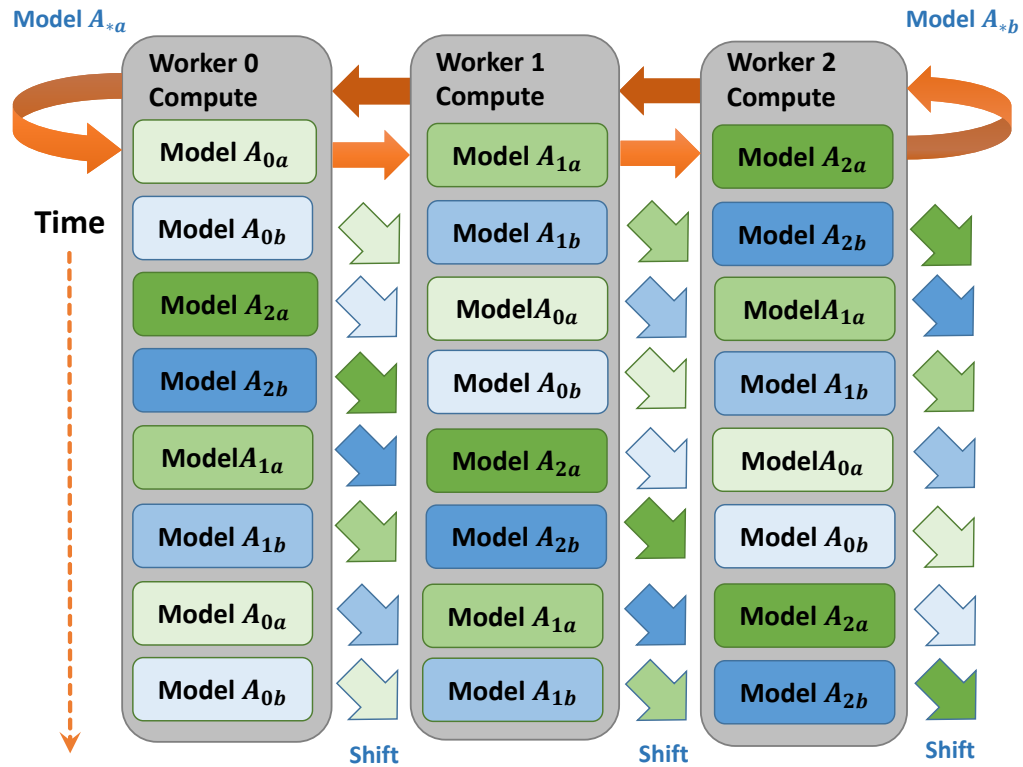 Model A*a
Model A*b
Worker 0
Compute
Worker 1
Compute
Worker 2
Compute
Model A0a
Model A1a
Model A2a
Time
Model A0b
Model A1b
Model A2b
Model A2a
ModelA0a
ModelA1a
Model A2b
Model A0b
Model A1b
ModelA1a
Model A2a
ModelA0a
Model A1b
Model A2b
Model A0b
Model A0a
Model A1a
Model A2a
Model A0b
Model A1b
Model A2b
Shift
Shift
Shift